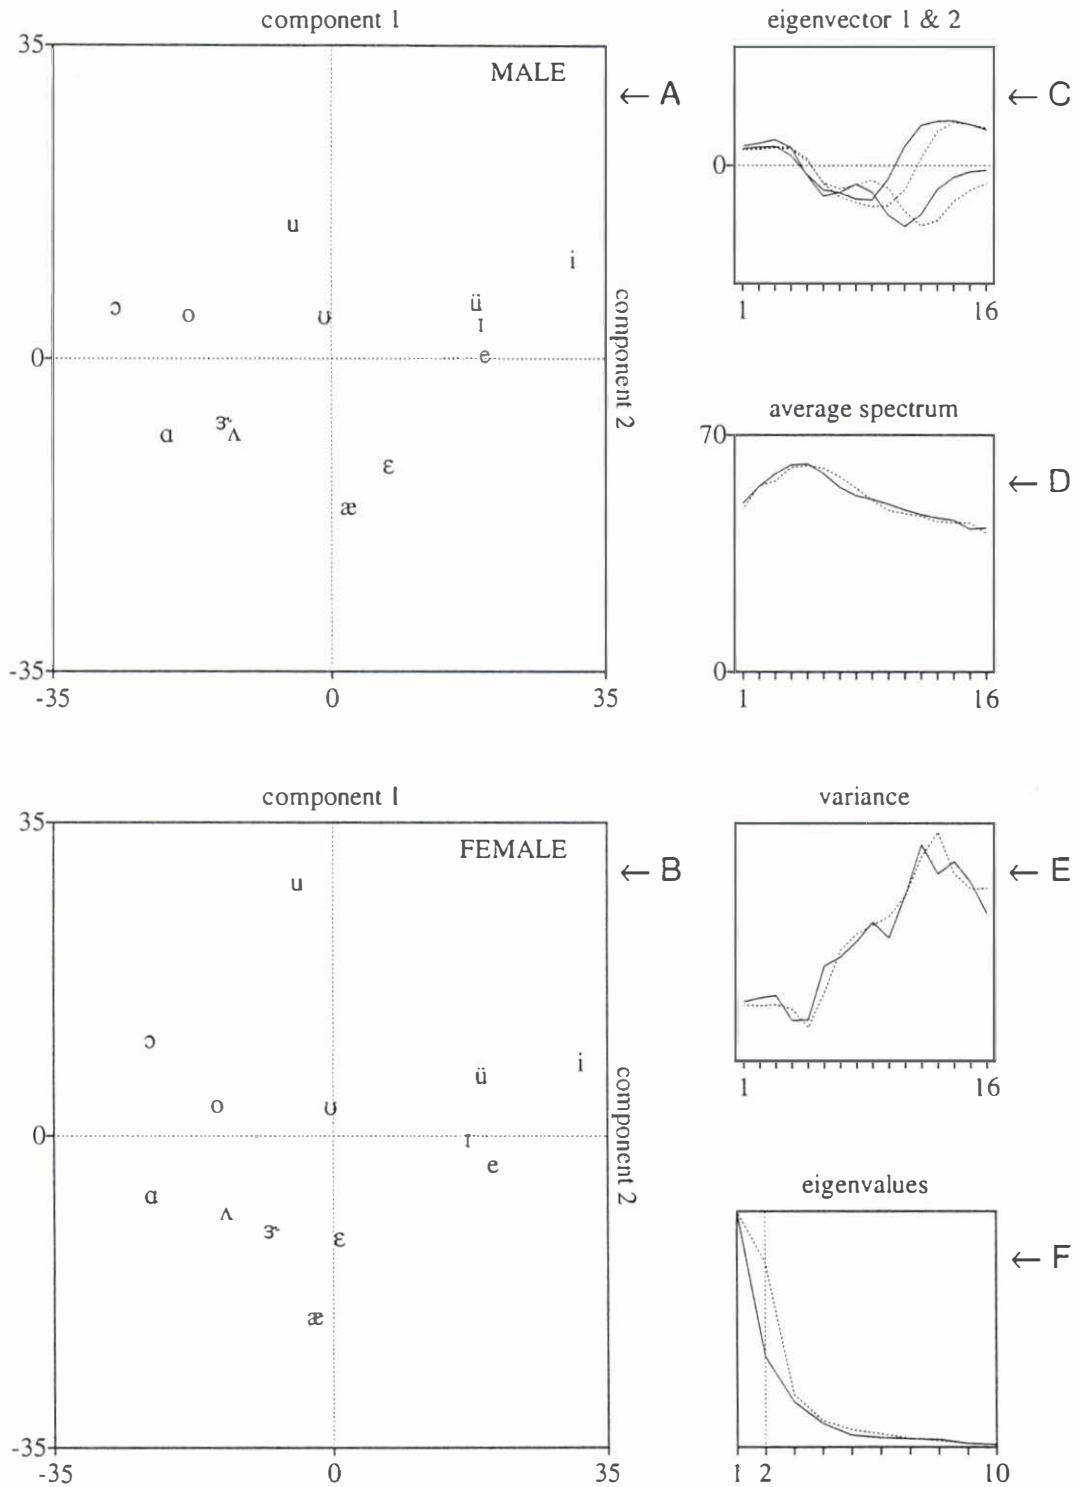 component 1
35
MALE
← A
u
i
ɔ
o
ʊ
ü
ɪ
0
e
component 2
ɑ
ɝ
ʌ
ɛ
æ
-35
-35
0
35
eigenvector 1 & 2
← C
0
1
16
average spectrum
70
← D
0
1
16
component 1
35
FEMALE
← B
u
ɔ
i
ü
o
ʊ
0
ɪ
e
component 2
ɑ
ʌ
ɝ
ɛ
æ
-35
-35
0
35
variance
← E
1
16
eigenvalues
← F
1 2
10